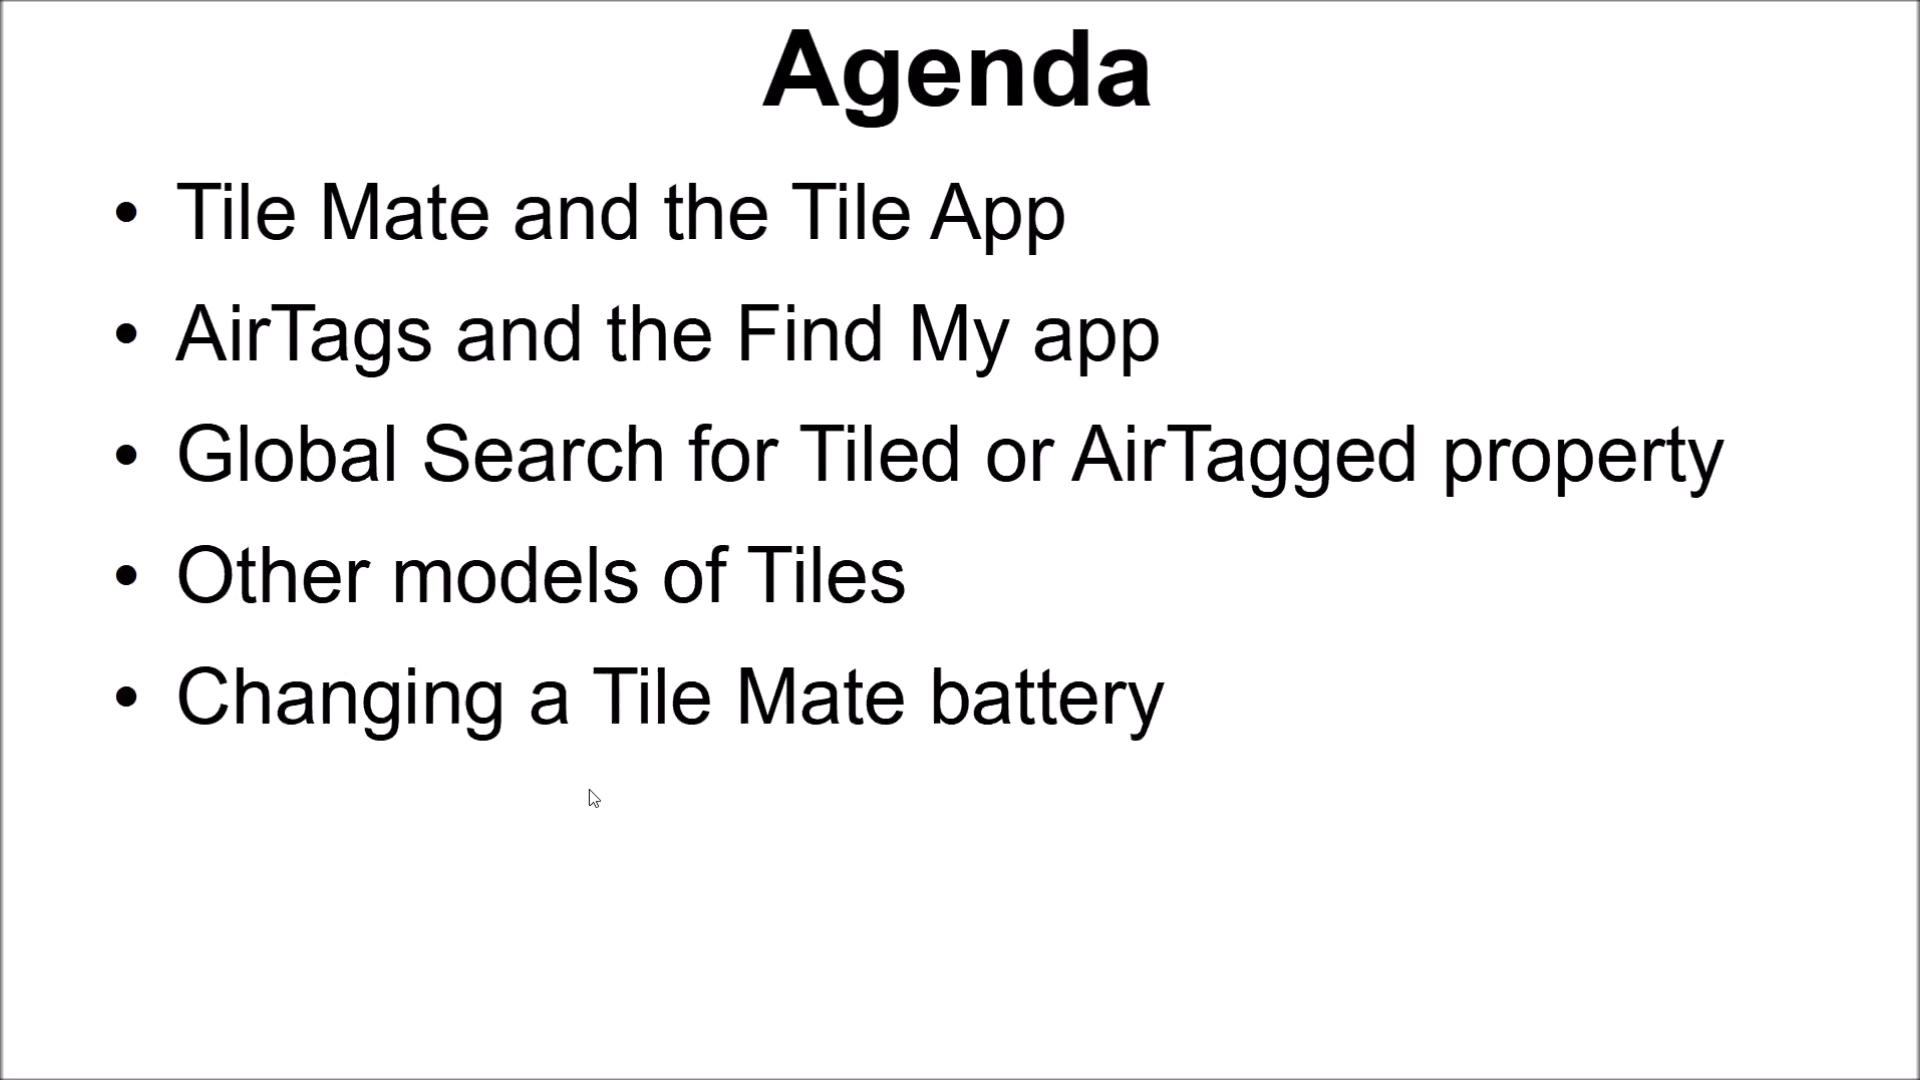 Agenda
• Tile Mate and the Tile App
• AirTags and the Find My app
• Global Search for Tiled or AirTagged property
• Other models of Tiles
• Changing a Tile Mate battery